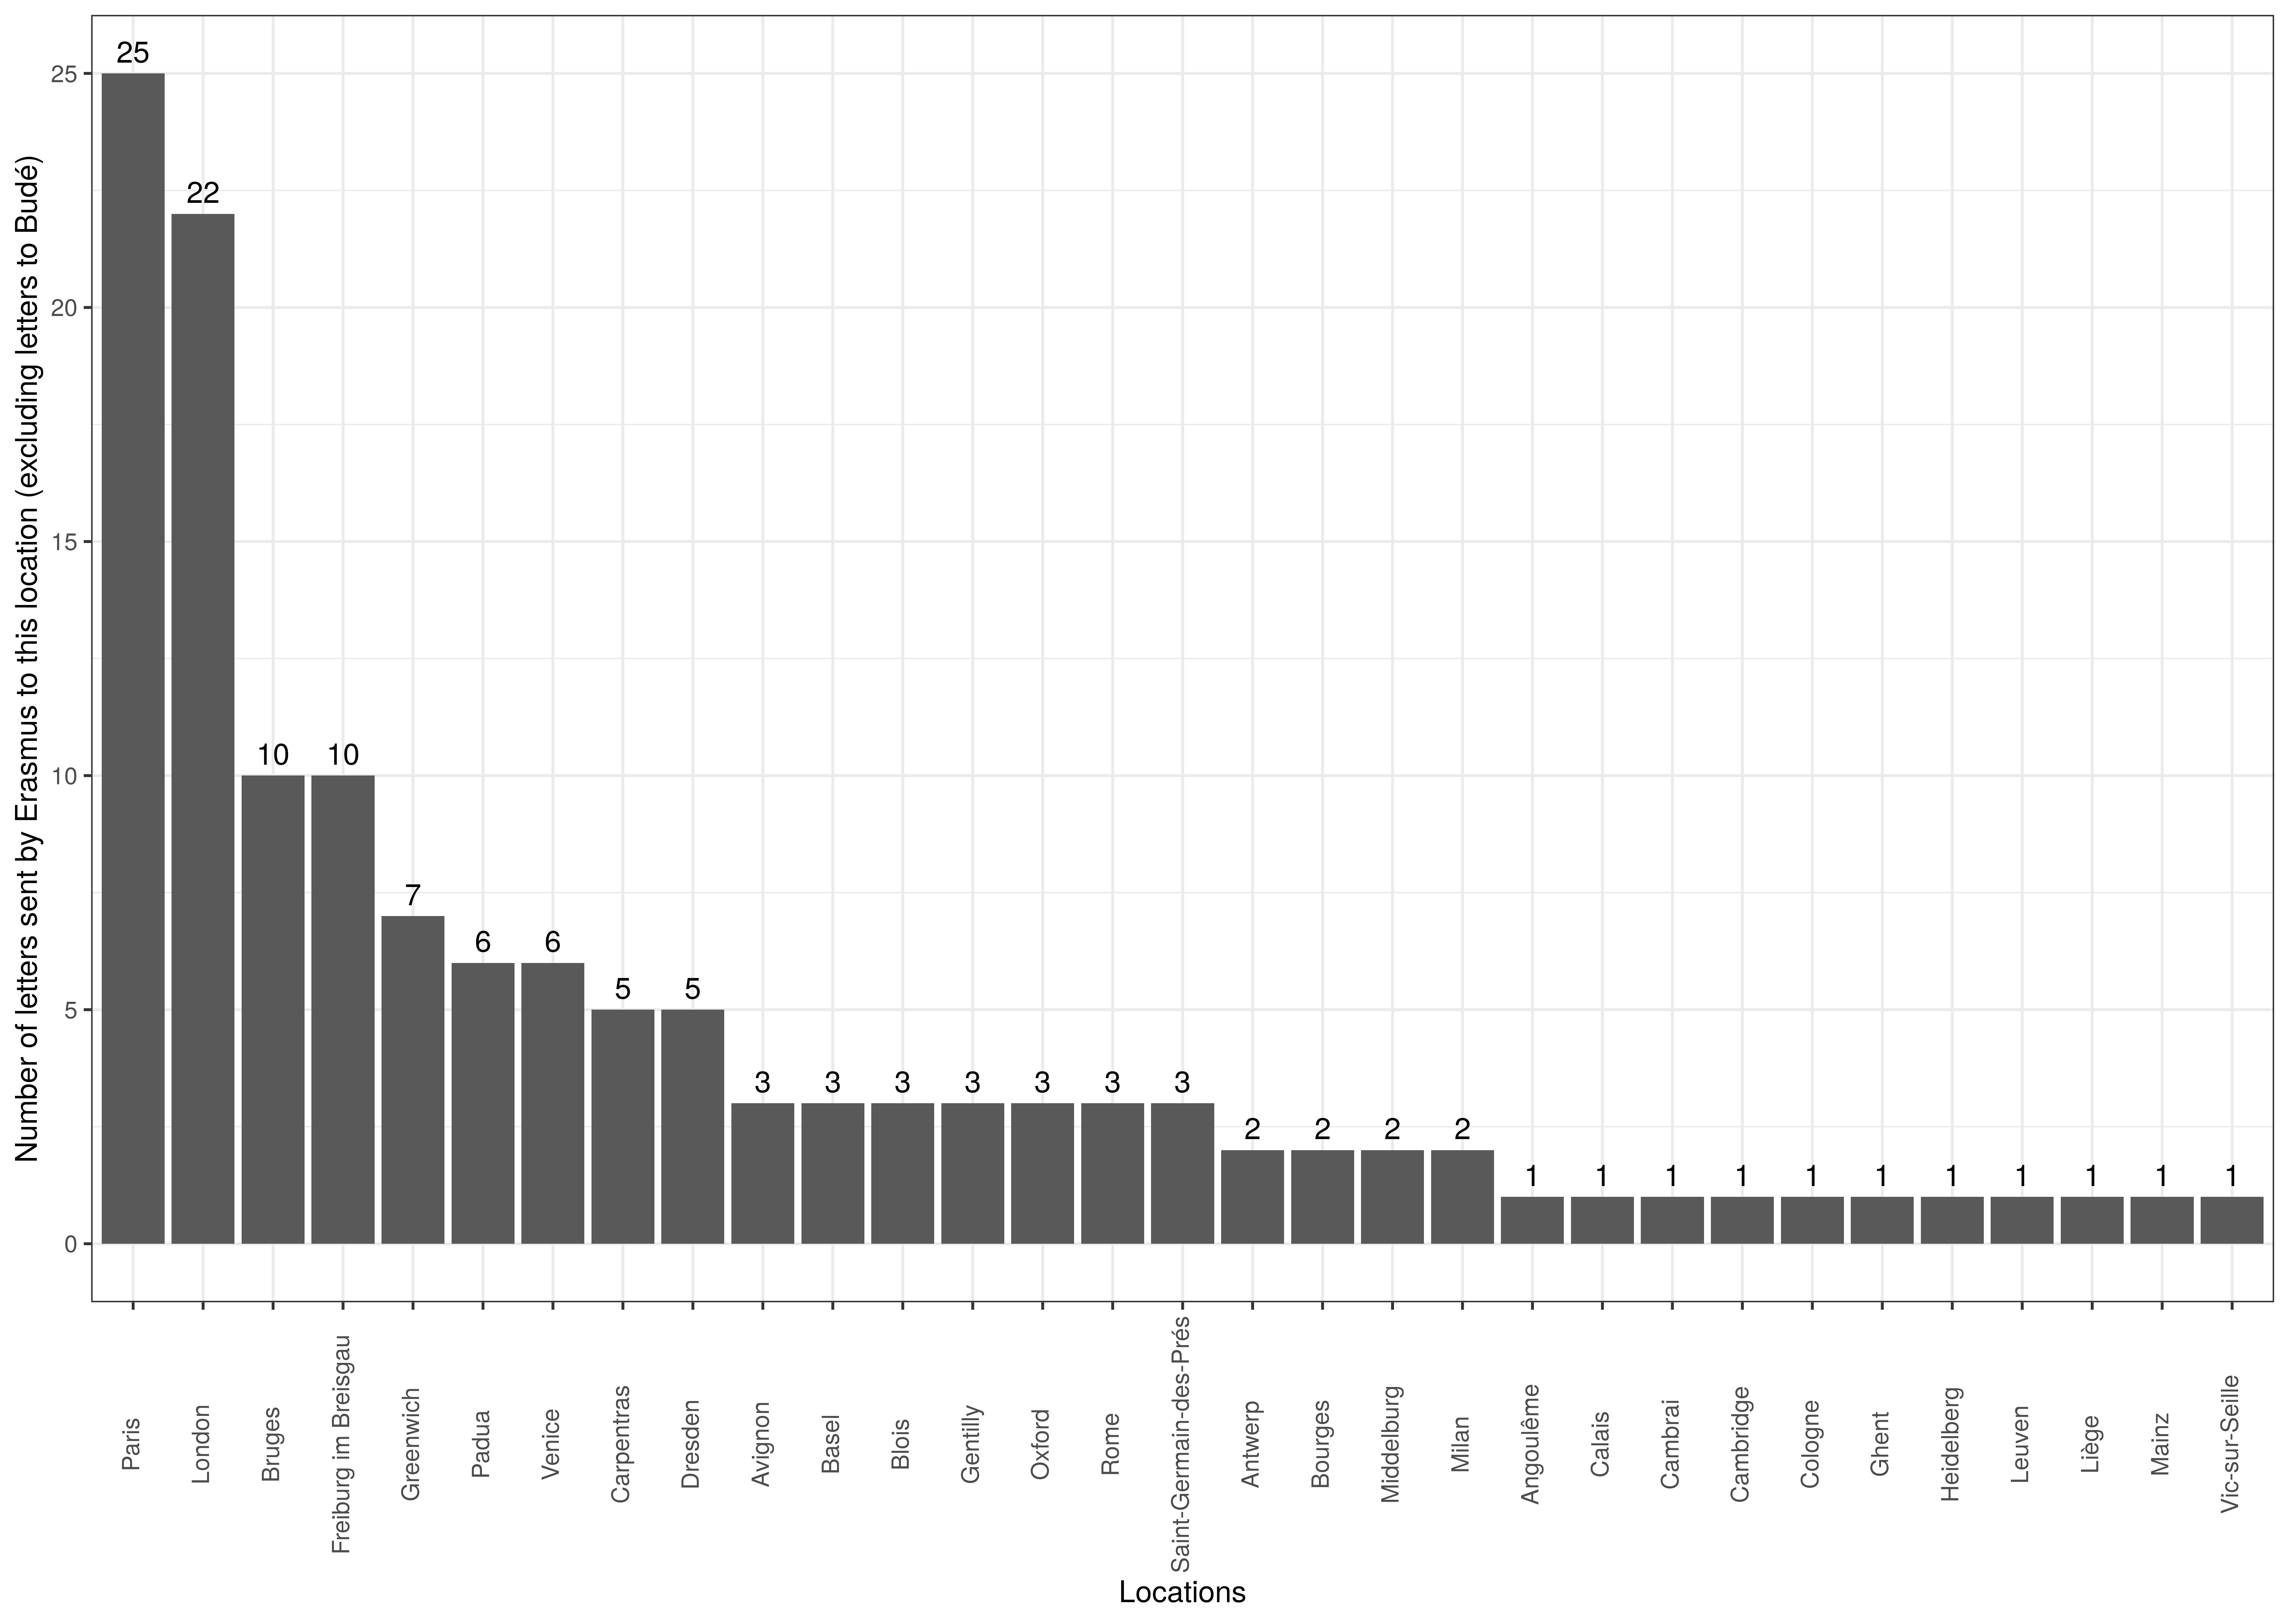 Number of letters sent by Erasmus to this location (excluding letters to Budé)
25
20
15
10
5
0
25
22
10
10
7
6
6
5
5
3
3
3
3
3
3
3
2
2
2
2
1
1
1
1
1
1
1
1
1
1
1
Paris
London
Bruges
Freiburg im Breisgau
Greenwich
Padua
Venice
Carpentras
Dresden
Avignon
Basel
Blois
Gentilly
Oxford
Rome
Saint-Germain-des-Prés
Antwerp
Bourges
Middelburg
Milan
Angoulême
Calais
Cambrai
Cambridge
Cologne
Ghent
Heidelberg
Leuven
Liège
Mainz
Vic-sur-Seille
Locations